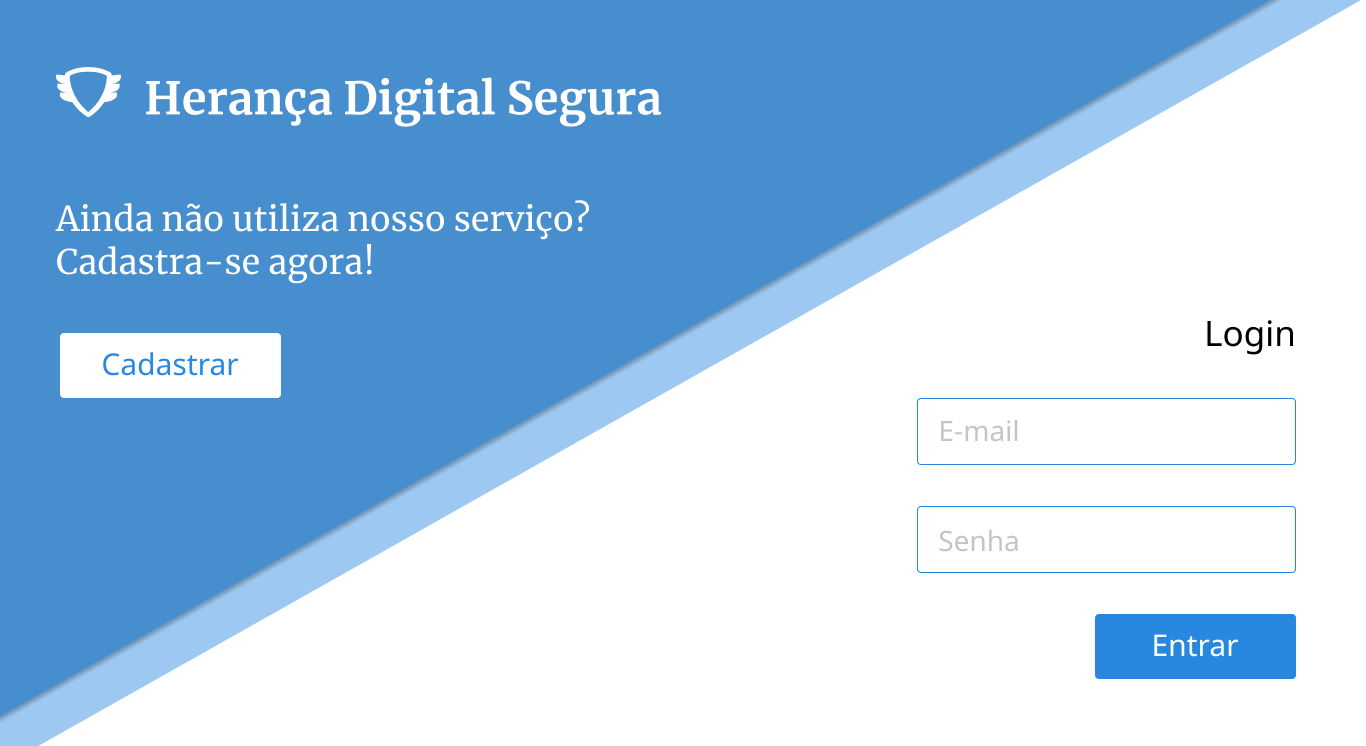 Herança Digital Segura
Ainda não utiliza nosso serviço?
Cadastra-se agora!
Cadastrar
Login
E-mail
Senha
Entrar